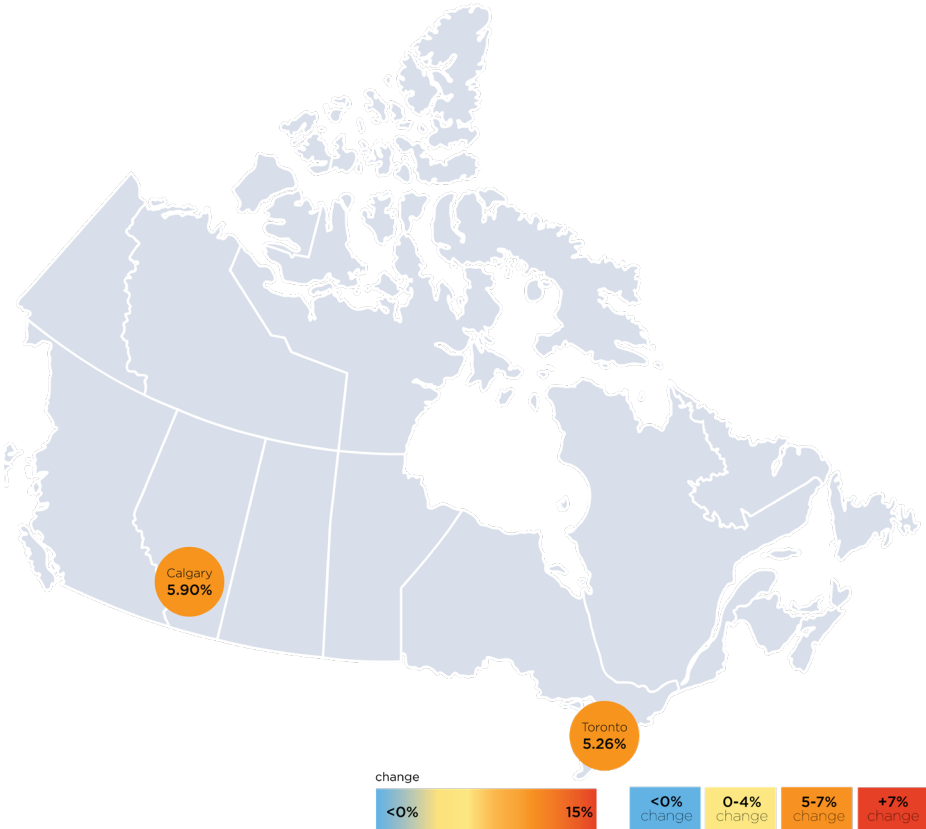 Calgary
5.90%
Toronto
5.26%
change
<0% 15%
<0% 0-4% 5-7% +7%
change change change change